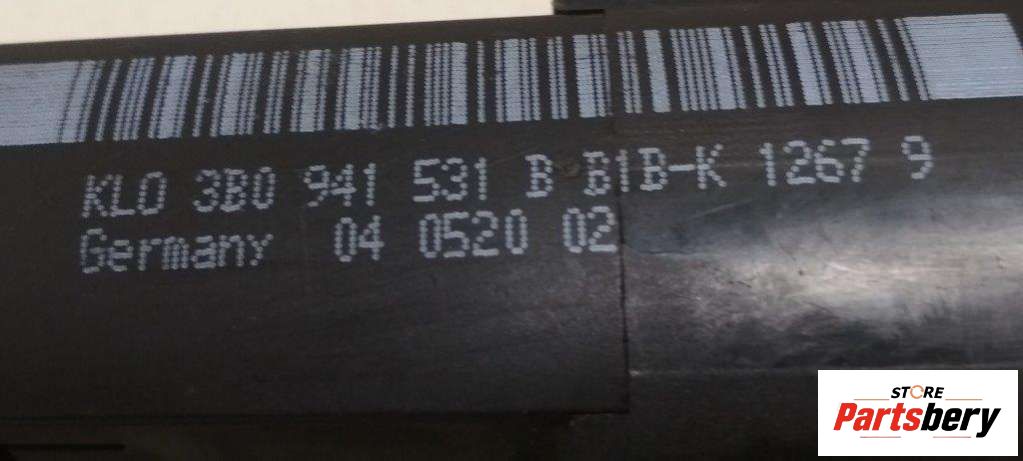 KLO 3B0 941 531 B B1B-K 1267 9
Germany 04 0520 02
STORE
Partsbery